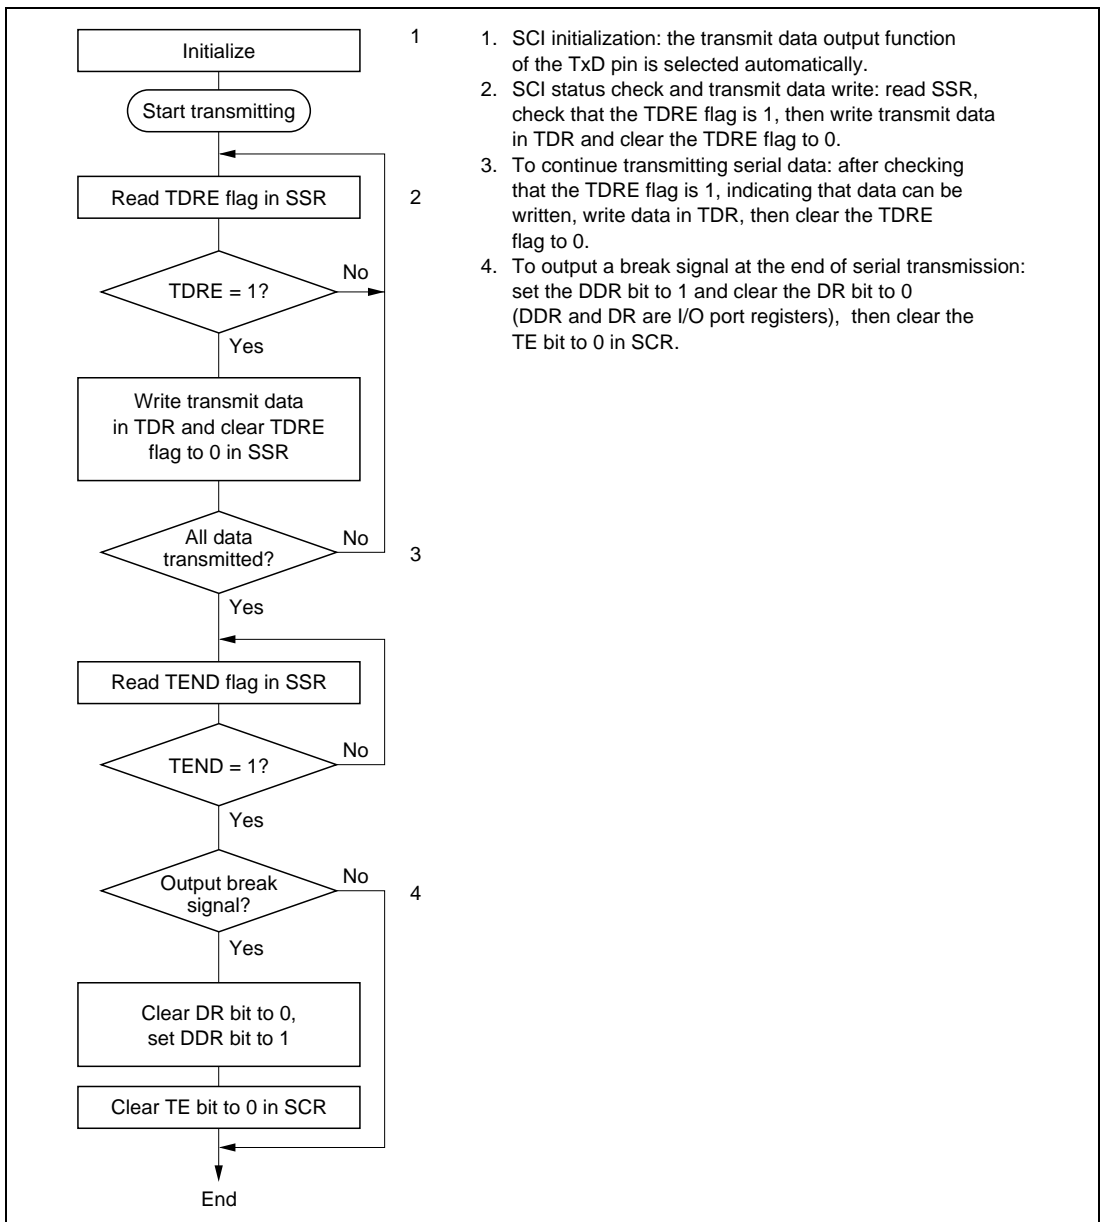 Initialize
1
Start transmitting
Read TDRE flag in SSR
2
TDRE = 1?
No
Yes
Write transmit data
in TDR and clear TDRE
flag to 0 in SSR
All data
transmitted?
No
3
Yes
Read TEND flag in SSR
TEND = 1?
No
Yes
Output break
signal?
No
4
Yes
Clear DR bit to 0,
set DDR bit to 1
Clear TE bit to 0 in SCR
End
1. SCI initialization: the transmit data output function
of the TxD pin is selected automatically.
2. SCI status check and transmit data write: read SSR,
check that the TDRE flag is 1, then write transmit data
in TDR and clear the TDRE flag to 0.
3. To continue transmitting serial data: after checking
that the TDRE flag is 1, indicating that data can be
written, write data in TDR, then clear the TDRE
flag to 0.
4. To output a break signal at the end of serial transmission:
set the DDR bit to 1 and clear the DR bit to 0
(DDR and DR are I/O port registers), then clear the
TE bit to 0 in SCR.